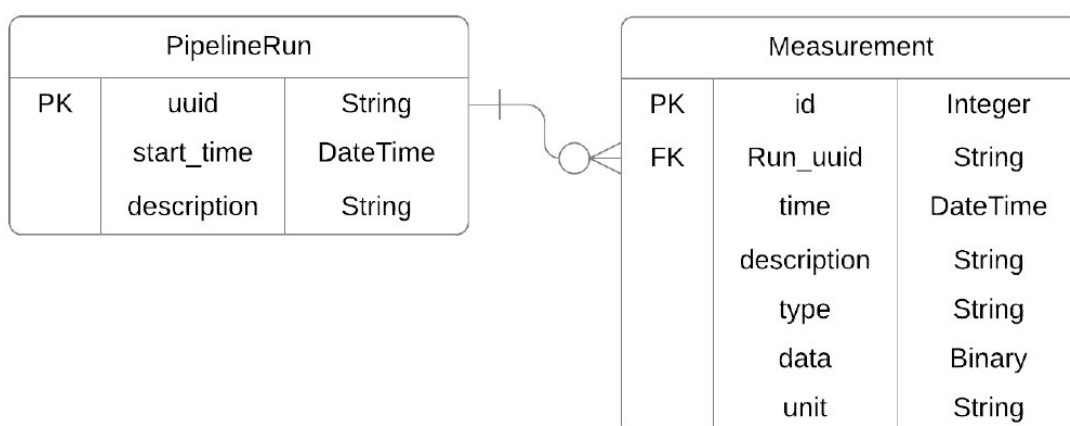 PipelineRun
PK uuid String
start_time DateTime
description String
Measurement
PK id Integer
FK Run_uuid String
time DateTime
description String
type String
data Binary
unit String